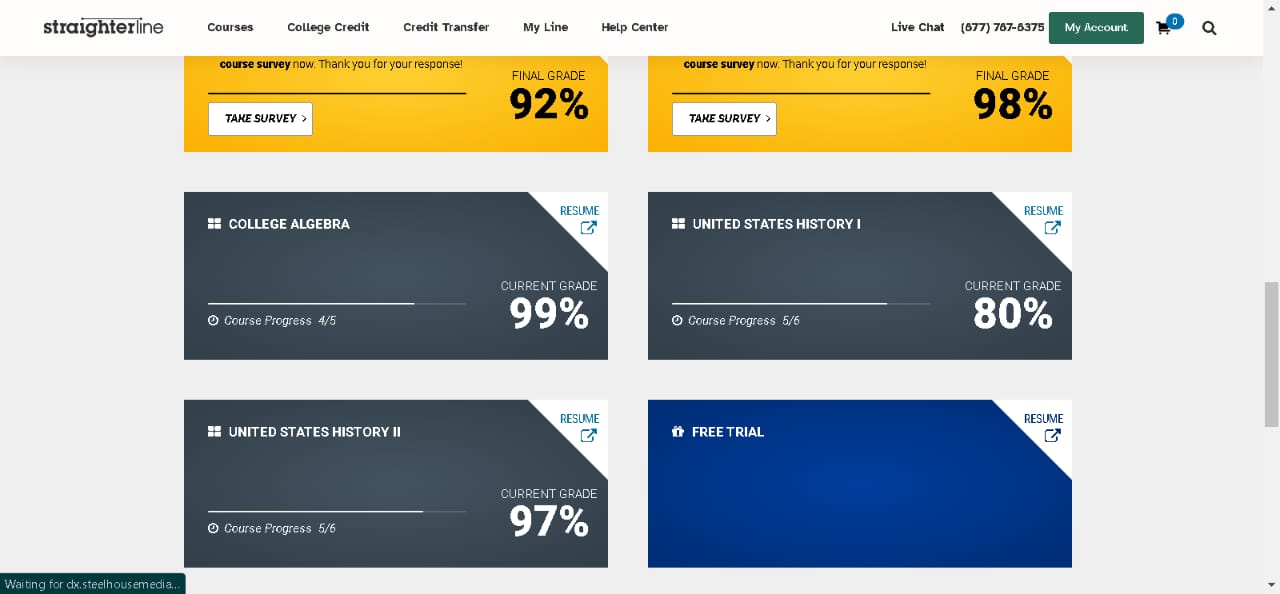 straighterline Courses College Credit Credit Transfer My Line Help Center Live Chat (877) 787-8375 My Account 0
course survey now. Thank you for your response!
FINAL GRADE
92%
TAKE SURVEY
course survey now. Thank you for your response!
FINAL GRADE
98%
TAKE SURVEY
COLLEGE ALGEBRA
RESUME
CURRENT GRADE
99%
Course Progress 4/5
UNITED STATES HISTORY I
RESUME
CURRENT GRADE
80%
Course Progress 5/6
UNITED STATES HISTORY II
RESUME
CURRENT GRADE
97%
Course Progress 5/6
FREE TRIAL
RESUME
Waiting for dx.steelhousemedia...